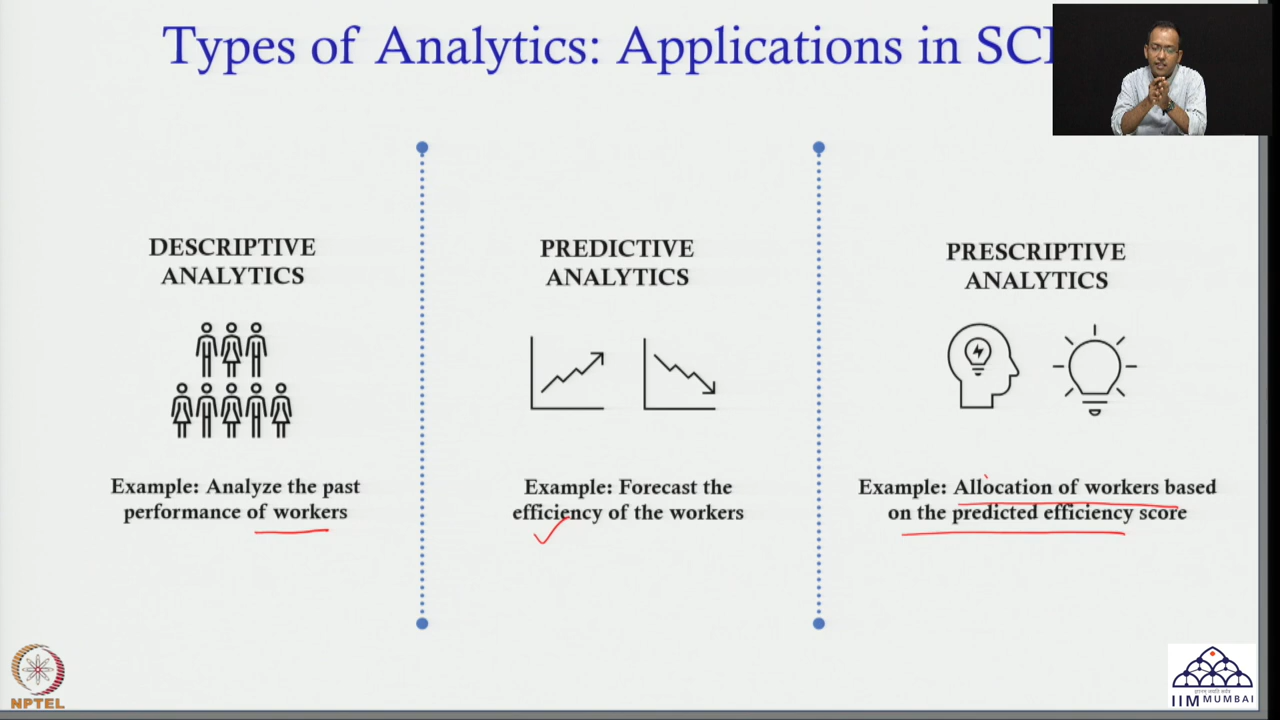 Types of Analytics: Applications in SC
DESCRIPTIVE
ANALYTICS
Example: Analyze the past
performance of workers
PREDICTIVE
ANALYTICS
Example: Forecast the
efficiency of the workers
PRESCRIPTIVE
ANALYTICS
Example: Allocation of workers based
on the predicted efficiency score
NPTEL
IIM MUMBAI